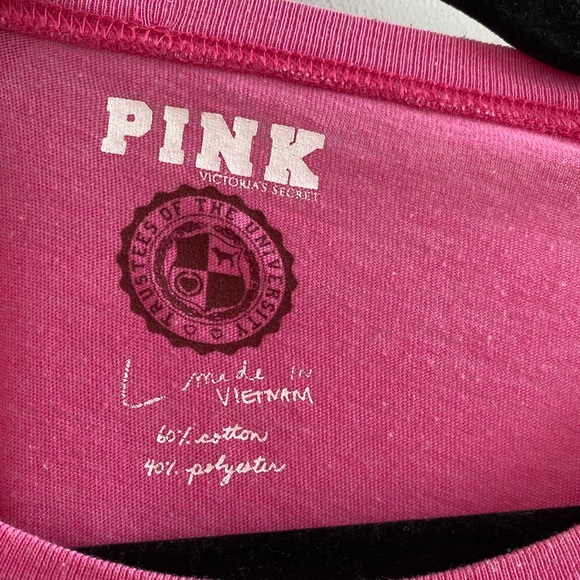 PINK
VICTORIA'S SECRET
TRUSTEES OF THE UNIVERSITY
L made in
VIETNAM
60% cotton
40% polyester